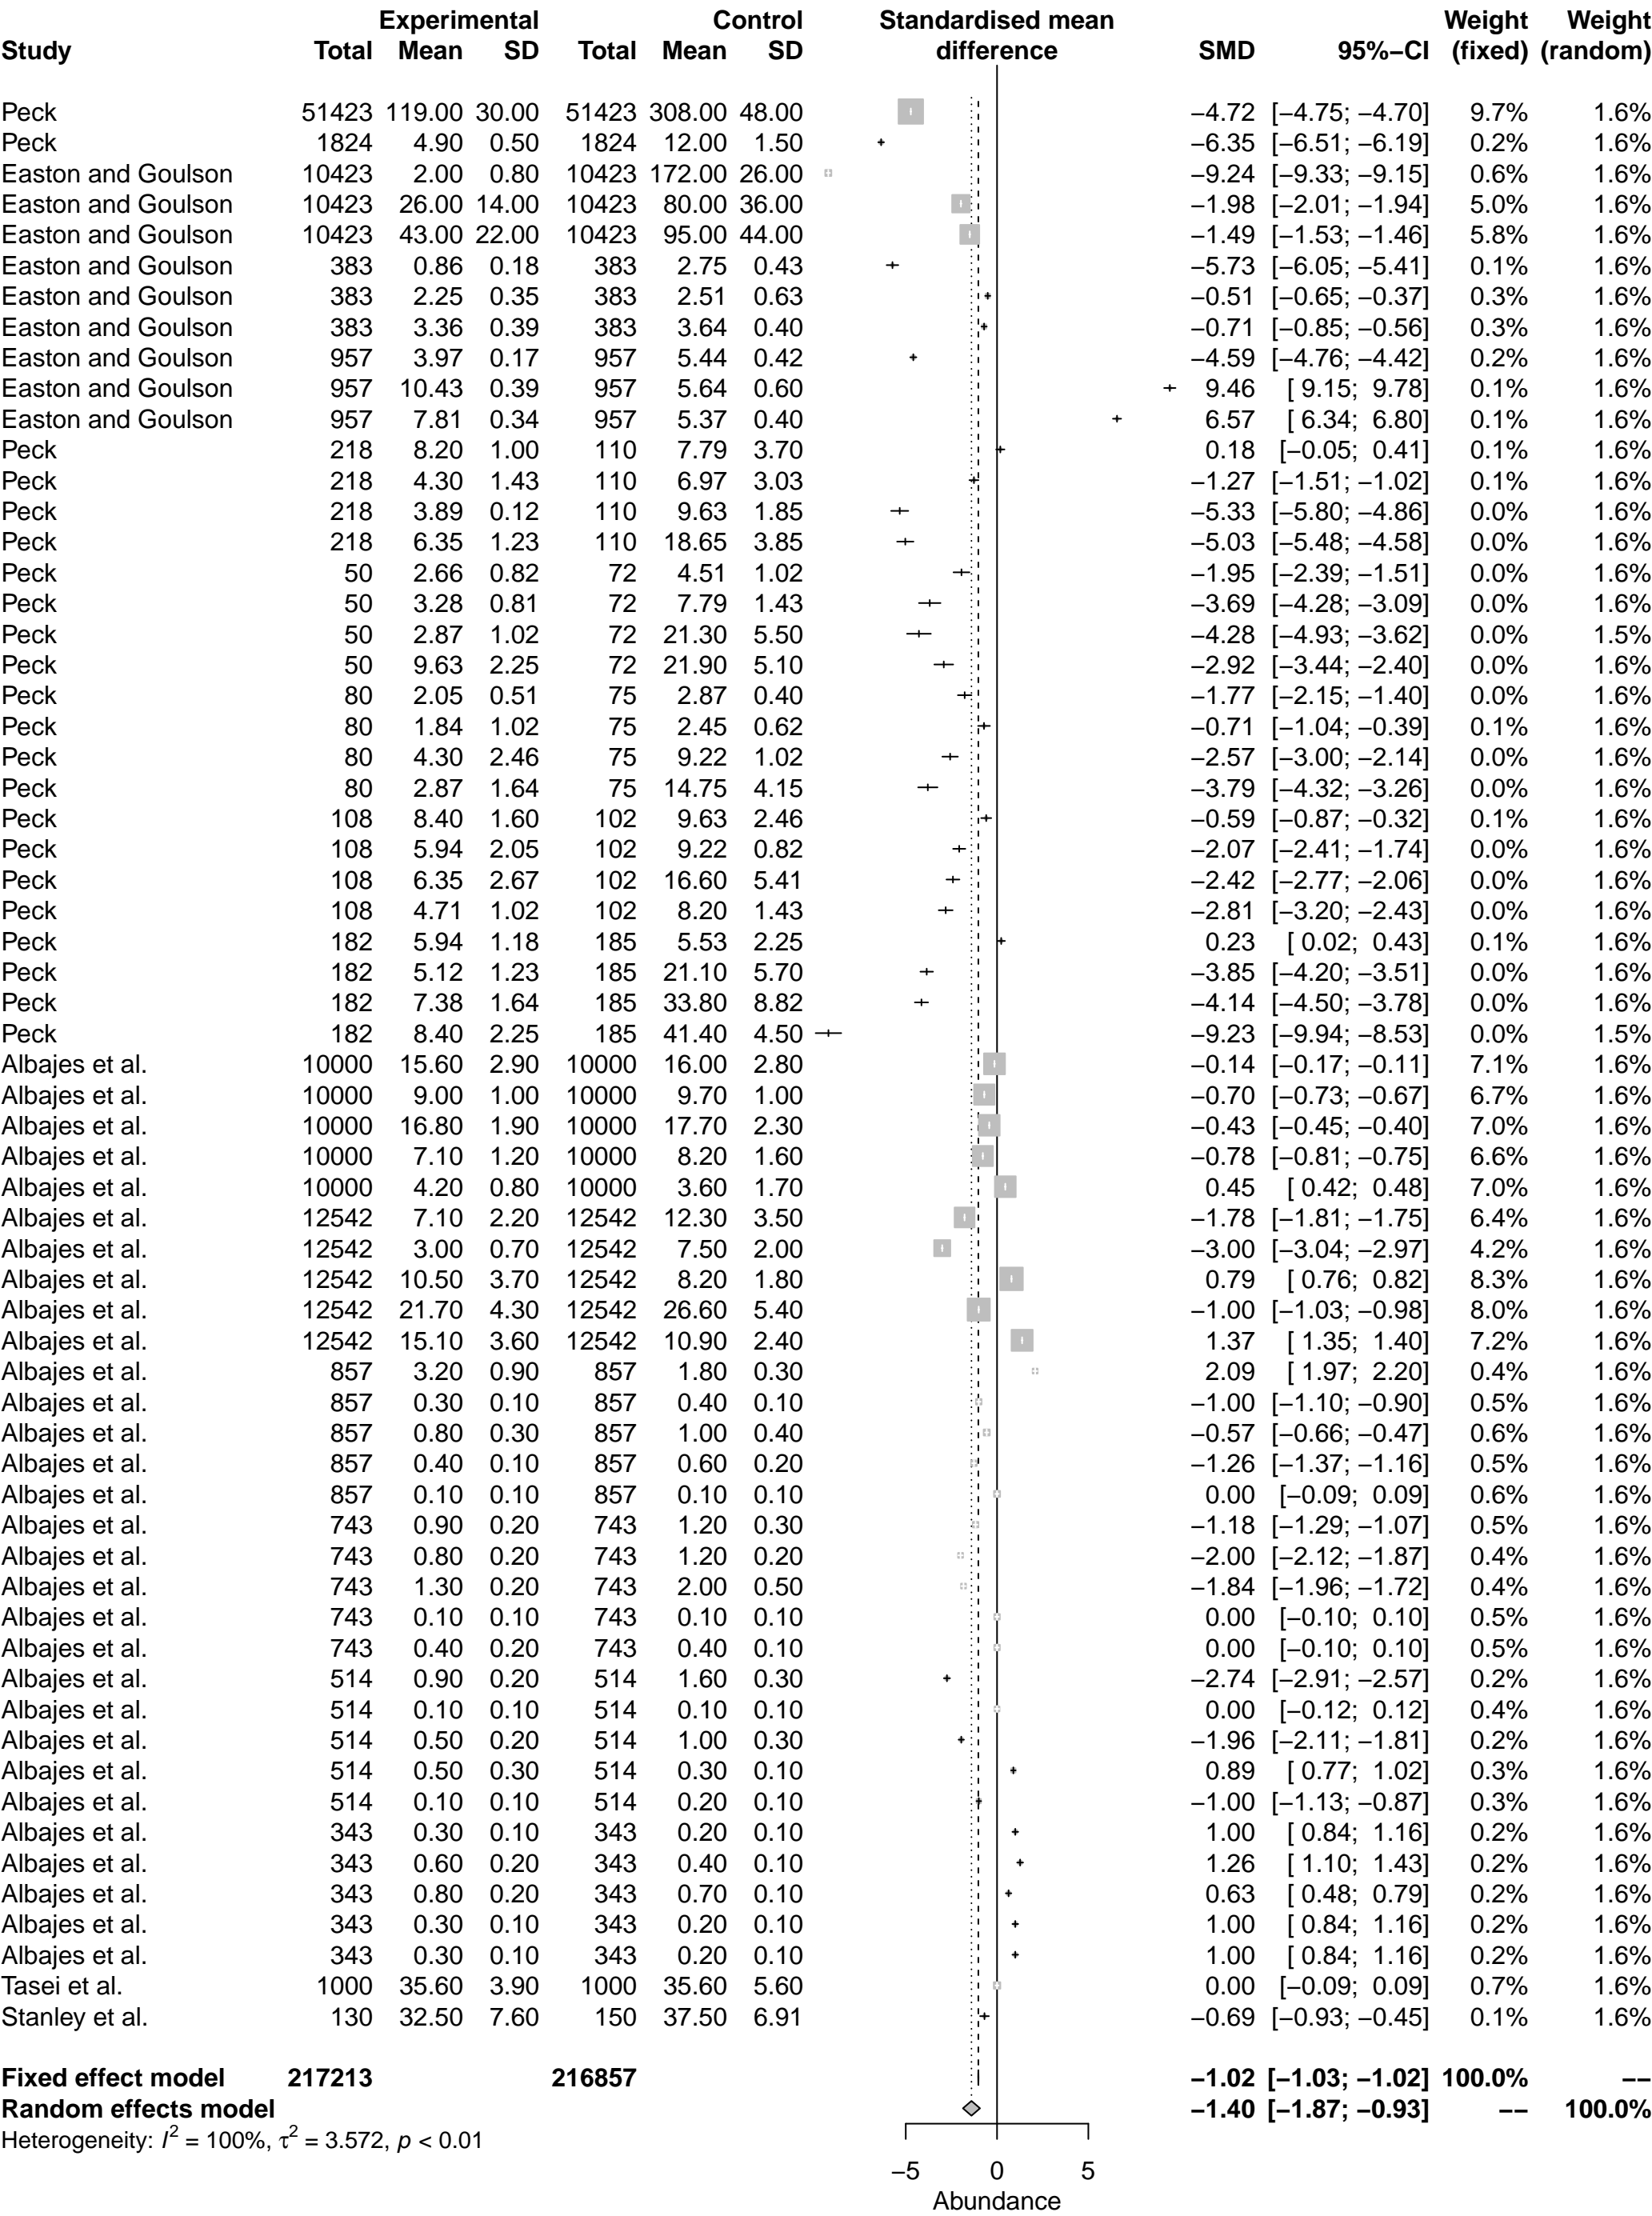 Experimental Control Standardised mean Weight Weight
Study Total Mean SD Total Mean SD difference SMD 95%−CI (fixed) (random)
Peck 51423 119.00 30.00 51423 308.00 48.00 −4.72 [−4.75; −4.70] 9.7% 1.6%
Peck 1824 4.90 0.50 1824 12.00 1.50 −6.35 [−6.51; −6.19] 0.2% 1.6%
Easton and Goulson 10423 2.00 0.80 10423 172.00 26.00 −9.24 [−9.33; −9.15] 0.6% 1.6%
Easton and Goulson 10423 26.00 14.00 10423 80.00 36.00 −1.98 [−2.01; −1.94] 5.0% 1.6%
Easton and Goulson 10423 43.00 22.00 10423 95.00 44.00 −1.49 [−1.53; −1.46] 5.8% 1.6%
Easton and Goulson 383 0.86 0.18 383 2.75 0.43 −5.73 [−6.05; −5.41] 0.1% 1.6%
Easton and Goulson 383 2.25 0.35 383 2.51 0.63 −0.51 [−0.65; −0.37] 0.3% 1.6%
Easton and Goulson 383 3.36 0.39 383 3.64 0.40 −0.71 [−0.85; −0.56] 0.3% 1.6%
Easton and Goulson 957 3.97 0.17 957 5.44 0.42 −4.59 [−4.76; −4.42] 0.2% 1.6%
Easton and Goulson 957 10.43 0.39 957 5.64 0.60 9.46 [ 9.15; 9.78] 0.1% 1.6%
Easton and Goulson 957 7.81 0.34 957 5.37 0.40 6.57 [ 6.34; 6.80] 0.1% 1.6%
Peck 218 8.20 1.00 110 7.79 3.70 0.18 [−0.05; 0.41] 0.1% 1.6%
Peck 218 4.30 1.43 110 6.97 3.03 −1.27 [−1.51; −1.02] 0.1% 1.6%
Peck 218 3.89 0.12 110 9.63 1.85 −5.33 [−5.80; −4.86] 0.0% 1.6%
Peck 218 6.35 1.23 110 18.65 3.85 −5.03 [−5.48; −4.58] 0.0% 1.6%
Peck 50 2.66 0.82 72 4.51 1.02 −1.95 [−2.39; −1.51] 0.0% 1.6%
Peck 50 3.28 0.81 72 7.79 1.43 −3.69 [−4.28; −3.09] 0.0% 1.6%
Peck 50 2.87 1.02 72 21.30 5.50 −4.28 [−4.93; −3.62] 0.0% 1.5%
Peck 50 9.63 2.25 72 21.90 5.10 −2.92 [−3.44; −2.40] 0.0% 1.6%
Peck 80 2.05 0.51 75 2.87 0.40 −1.77 [−2.15; −1.40] 0.0% 1.6%
Peck 80 1.84 1.02 75 2.45 0.62 −0.71 [−1.04; −0.39] 0.1% 1.6%
Peck 80 4.30 2.46 75 9.22 1.02 −2.57 [−3.00; −2.14] 0.0% 1.6%
Peck 80 2.87 1.64 75 14.75 4.15 −3.79 [−4.32; −3.26] 0.0% 1.6%
Peck 108 8.40 1.60 102 9.63 2.46 −0.59 [−0.87; −0.32] 0.1% 1.6%
Peck 108 5.94 2.05 102 9.22 0.82 −2.07 [−2.41; −1.74] 0.0% 1.6%
Peck 108 6.35 2.67 102 16.60 5.41 −2.42 [−2.77; −2.06] 0.0% 1.6%
Peck 108 4.71 1.02 102 8.20 1.43 −2.81 [−3.20; −2.43] 0.0% 1.6%
Peck 182 5.94 1.18 185 5.53 2.25 0.23 [ 0.02; 0.43] 0.1% 1.6%
Peck 182 5.12 1.23 185 21.10 5.70 −3.85 [−4.20; −3.51] 0.0% 1.6%
Peck 182 7.38 1.64 185 33.80 8.82 −4.14 [−4.50; −3.78] 0.0% 1.6%
Peck 182 8.40 2.25 185 41.40 4.50 −9.23 [−9.94; −8.53] 0.0% 1.5%
Albajes et al. 10000 15.60 2.90 10000 16.00 2.80 −0.14 [−0.17; −0.11] 7.1% 1.6%
Albajes et al. 10000 9.00 1.00 10000 9.70 1.00 −0.70 [−0.73; −0.67] 6.7% 1.6%
Albajes et al. 10000 16.80 1.90 10000 17.70 2.30 −0.43 [−0.45; −0.40] 7.0% 1.6%
Albajes et al. 10000 7.10 1.20 10000 8.20 1.60 −0.78 [−0.81; −0.75] 6.6% 1.6%
Albajes et al. 10000 4.20 0.80 10000 3.60 1.70 0.45 [ 0.42; 0.48] 7.0% 1.6%
Albajes et al. 12542 7.10 2.20 12542 12.30 3.50 −1.78 [−1.81; −1.75] 6.4% 1.6%
Albajes et al. 12542 3.00 0.70 12542 7.50 2.00 −3.00 [−3.04; −2.97] 4.2% 1.6%
Albajes et al. 12542 10.50 3.70 12542 8.20 1.80 0.79 [ 0.76; 0.82] 8.3% 1.6%
Albajes et al. 12542 21.70 4.30 12542 26.60 5.40 −1.00 [−1.03; −0.98] 8.0% 1.6%
Albajes et al. 12542 15.10 3.60 12542 10.90 2.40 1.37 [ 1.35; 1.40] 7.2% 1.6%
Albajes et al. 857 3.20 0.90 857 1.80 0.30 2.09 [ 1.97; 2.20] 0.4% 1.6%
Albajes et al. 857 0.30 0.10 857 0.40 0.10 −1.00 [−1.10; −0.90] 0.5% 1.6%
Albajes et al. 857 0.80 0.30 857 1.00 0.40 −0.57 [−0.66; −0.47] 0.6% 1.6%
Albajes et al. 857 0.40 0.10 857 0.60 0.20 −1.26 [−1.37; −1.16] 0.5% 1.6%
Albajes et al. 857 0.10 0.10 857 0.10 0.10 0.00 [−0.09; 0.09] 0.6% 1.6%
Albajes et al. 743 0.90 0.20 743 1.20 0.30 −1.18 [−1.29; −1.07] 0.5% 1.6%
Albajes et al. 743 0.80 0.20 743 1.20 0.20 −2.00 [−2.12; −1.87] 0.4% 1.6%
Albajes et al. 743 1.30 0.20 743 2.00 0.50 −1.84 [−1.96; −1.72] 0.4% 1.6%
Albajes et al. 743 0.10 0.10 743 0.10 0.10 0.00 [−0.10; 0.10] 0.5% 1.6%
Albajes et al. 743 0.40 0.20 743 0.40 0.10 0.00 [−0.10; 0.10] 0.5% 1.6%
Albajes et al. 514 0.90 0.20 514 1.60 0.30 −2.74 [−2.91; −2.57] 0.2% 1.6%
Albajes et al. 514 0.10 0.10 514 0.10 0.10 0.00 [−0.12; 0.12] 0.4% 1.6%
Albajes et al. 514 0.50 0.20 514 1.00 0.30 −1.96 [−2.11; −1.81] 0.2% 1.6%
Albajes et al. 514 0.50 0.30 514 0.30 0.10 0.89 [ 0.77; 1.02] 0.3% 1.6%
Albajes et al. 514 0.10 0.10 514 0.20 0.10 −1.00 [−1.13; −0.87] 0.3% 1.6%
Albajes et al. 343 0.30 0.10 343 0.20 0.10 1.00 [ 0.84; 1.16] 0.2% 1.6%
Albajes et al. 343 0.60 0.20 343 0.40 0.10 1.26 [ 1.10; 1.43] 0.2% 1.6%
Albajes et al. 343 0.80 0.20 343 0.70 0.10 0.63 [ 0.48; 0.79] 0.2% 1.6%
Albajes et al. 343 0.30 0.10 343 0.20 0.10 1.00 [ 0.84; 1.16] 0.2% 1.6%
Albajes et al. 343 0.30 0.10 343 0.20 0.10 1.00 [ 0.84; 1.16] 0.2% 1.6%
Tasei et al. 1000 35.60 3.90 1000 35.60 5.60 0.00 [−0.09; 0.09] 0.7% 1.6%
Stanley et al. 130 32.50 7.60 150 37.50 6.91 −0.69 [−0.93; −0.45] 0.1% 1.6%
Fixed effect model 217213 216857 −1.02 [−1.03; −1.02] 100.0% −−
Random effects model −1.40 [−1.87; −0.93] −− 100.0%
Heterogeneity: I² = 100%, τ² = 3.572, p < 0.01
−5 0 5
Abundance